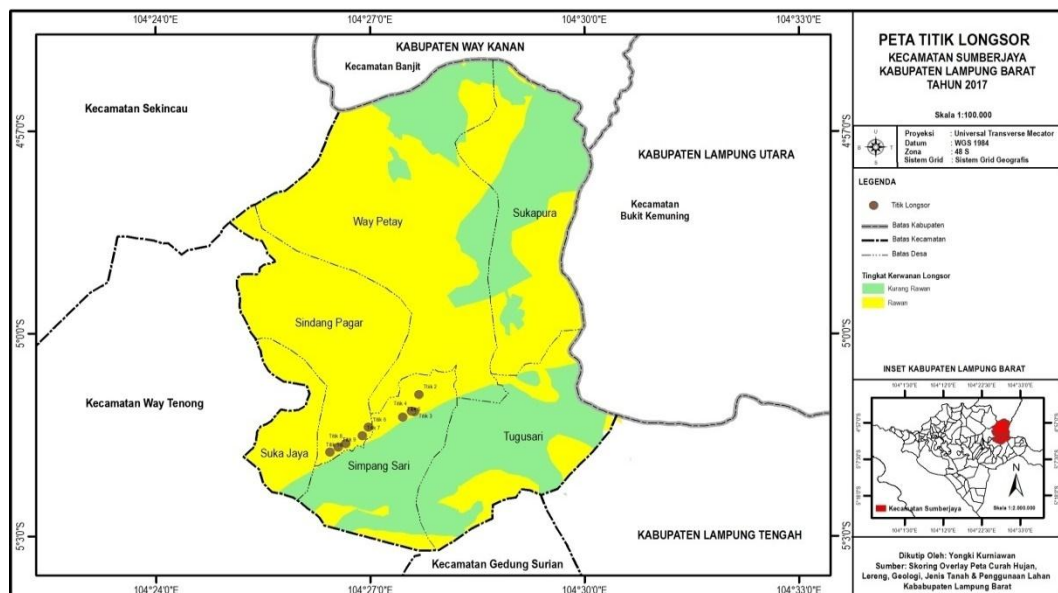 104°24'0"E 104°27'0"E 104°30'0"E 104°33'0"E
KABUPATEN WAY KANAN
Kecamatan Banjit
Kecamatan Sekincau
4°57'0"S
4°57'0"S
KABUPATEN LAMPUNG UTARA
Kecamatan
Bukit Kemuning
Way Petay
Sukapura
Sindang Pagar
5°0'0"S
5°0'0"S
Kecamatan Way Tenong
Titik 2
Titik 4
Titik 3
Titik 7
Tugusari
Suka Jaya
Simpang Sari
5°3'0"S
5°3'0"S
KABUPATEN LAMPUNG TENGAH
Kecamatan Gedung Surian
104°24'0"E 104°27'0"E 104°30'0"E 104°33'0"E
PETA TITIK LONGSOR
KECAMATAN SUMBERJAYA
KABUPATEN LAMPUNG BARAT
TAHUN 2017
Skala 1:100.000
U
B T
S
Proyeksi : Universal Transverse Mecator
Datum : WGS 1984
Zona : 48 S
Sistem Grid : Sistem Grid Geografis
LEGENDA
Titik Longsor
Batas Kabupaten
Batas Kecamatan
Batas Desa
Tingkat Kerwanan Longsor
Kurang Rawan
Rawan
INSET KABUPATEN LAMPUNG BARAT
N
Kecamatan Sumberjaya
Skala 1:2.000.000
Dikutip Oleh: Yongki Kurniawan
Sumber: Skoring Overlay Peta Curah Hujan,
Lereng, Geologi, Jenis Tanah & Penggunaan Lahan
Kababupaten Lampung Barat